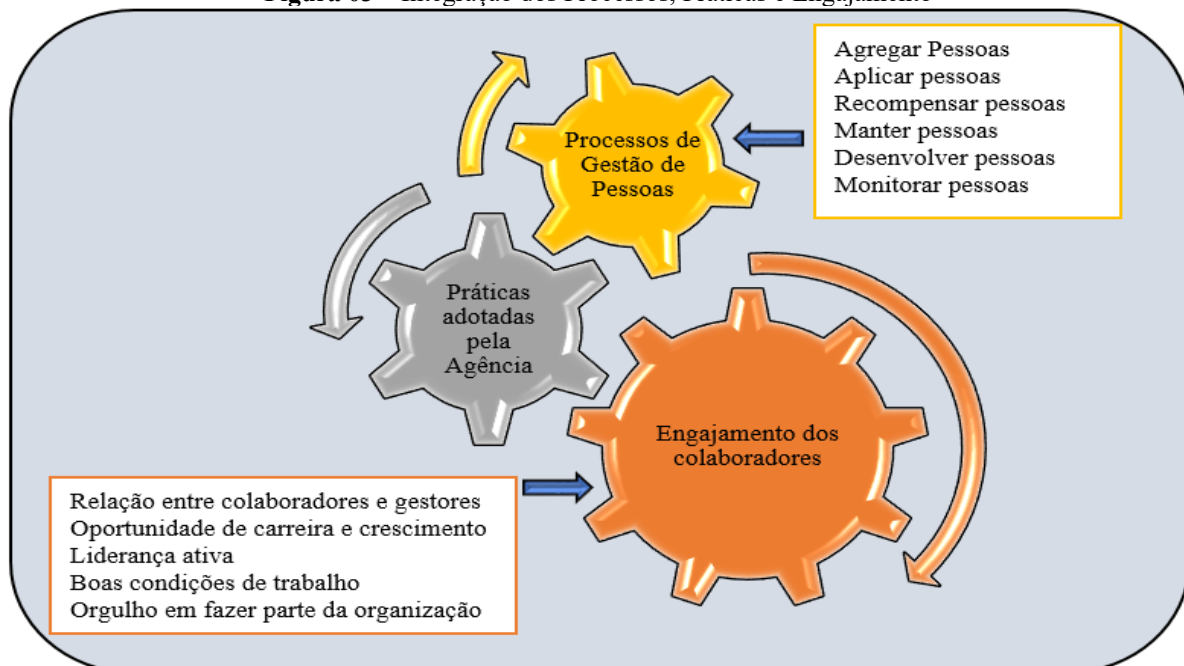 Agregar Pessoas
Aplicar pessoas
Recompensar pessoas
Manter pessoas
Desenvolver pessoas
Monitorar pessoas
Processos de
Gestão de
Pessoas
Práticas
adotadas
pela
Agência
Engajamento dos
colaboradores
Relação entre colaboradores e gestores
Oportunidade de carreira e crescimento
Liderança ativa
Boas condições de trabalho
Orgulho em fazer parte da organização